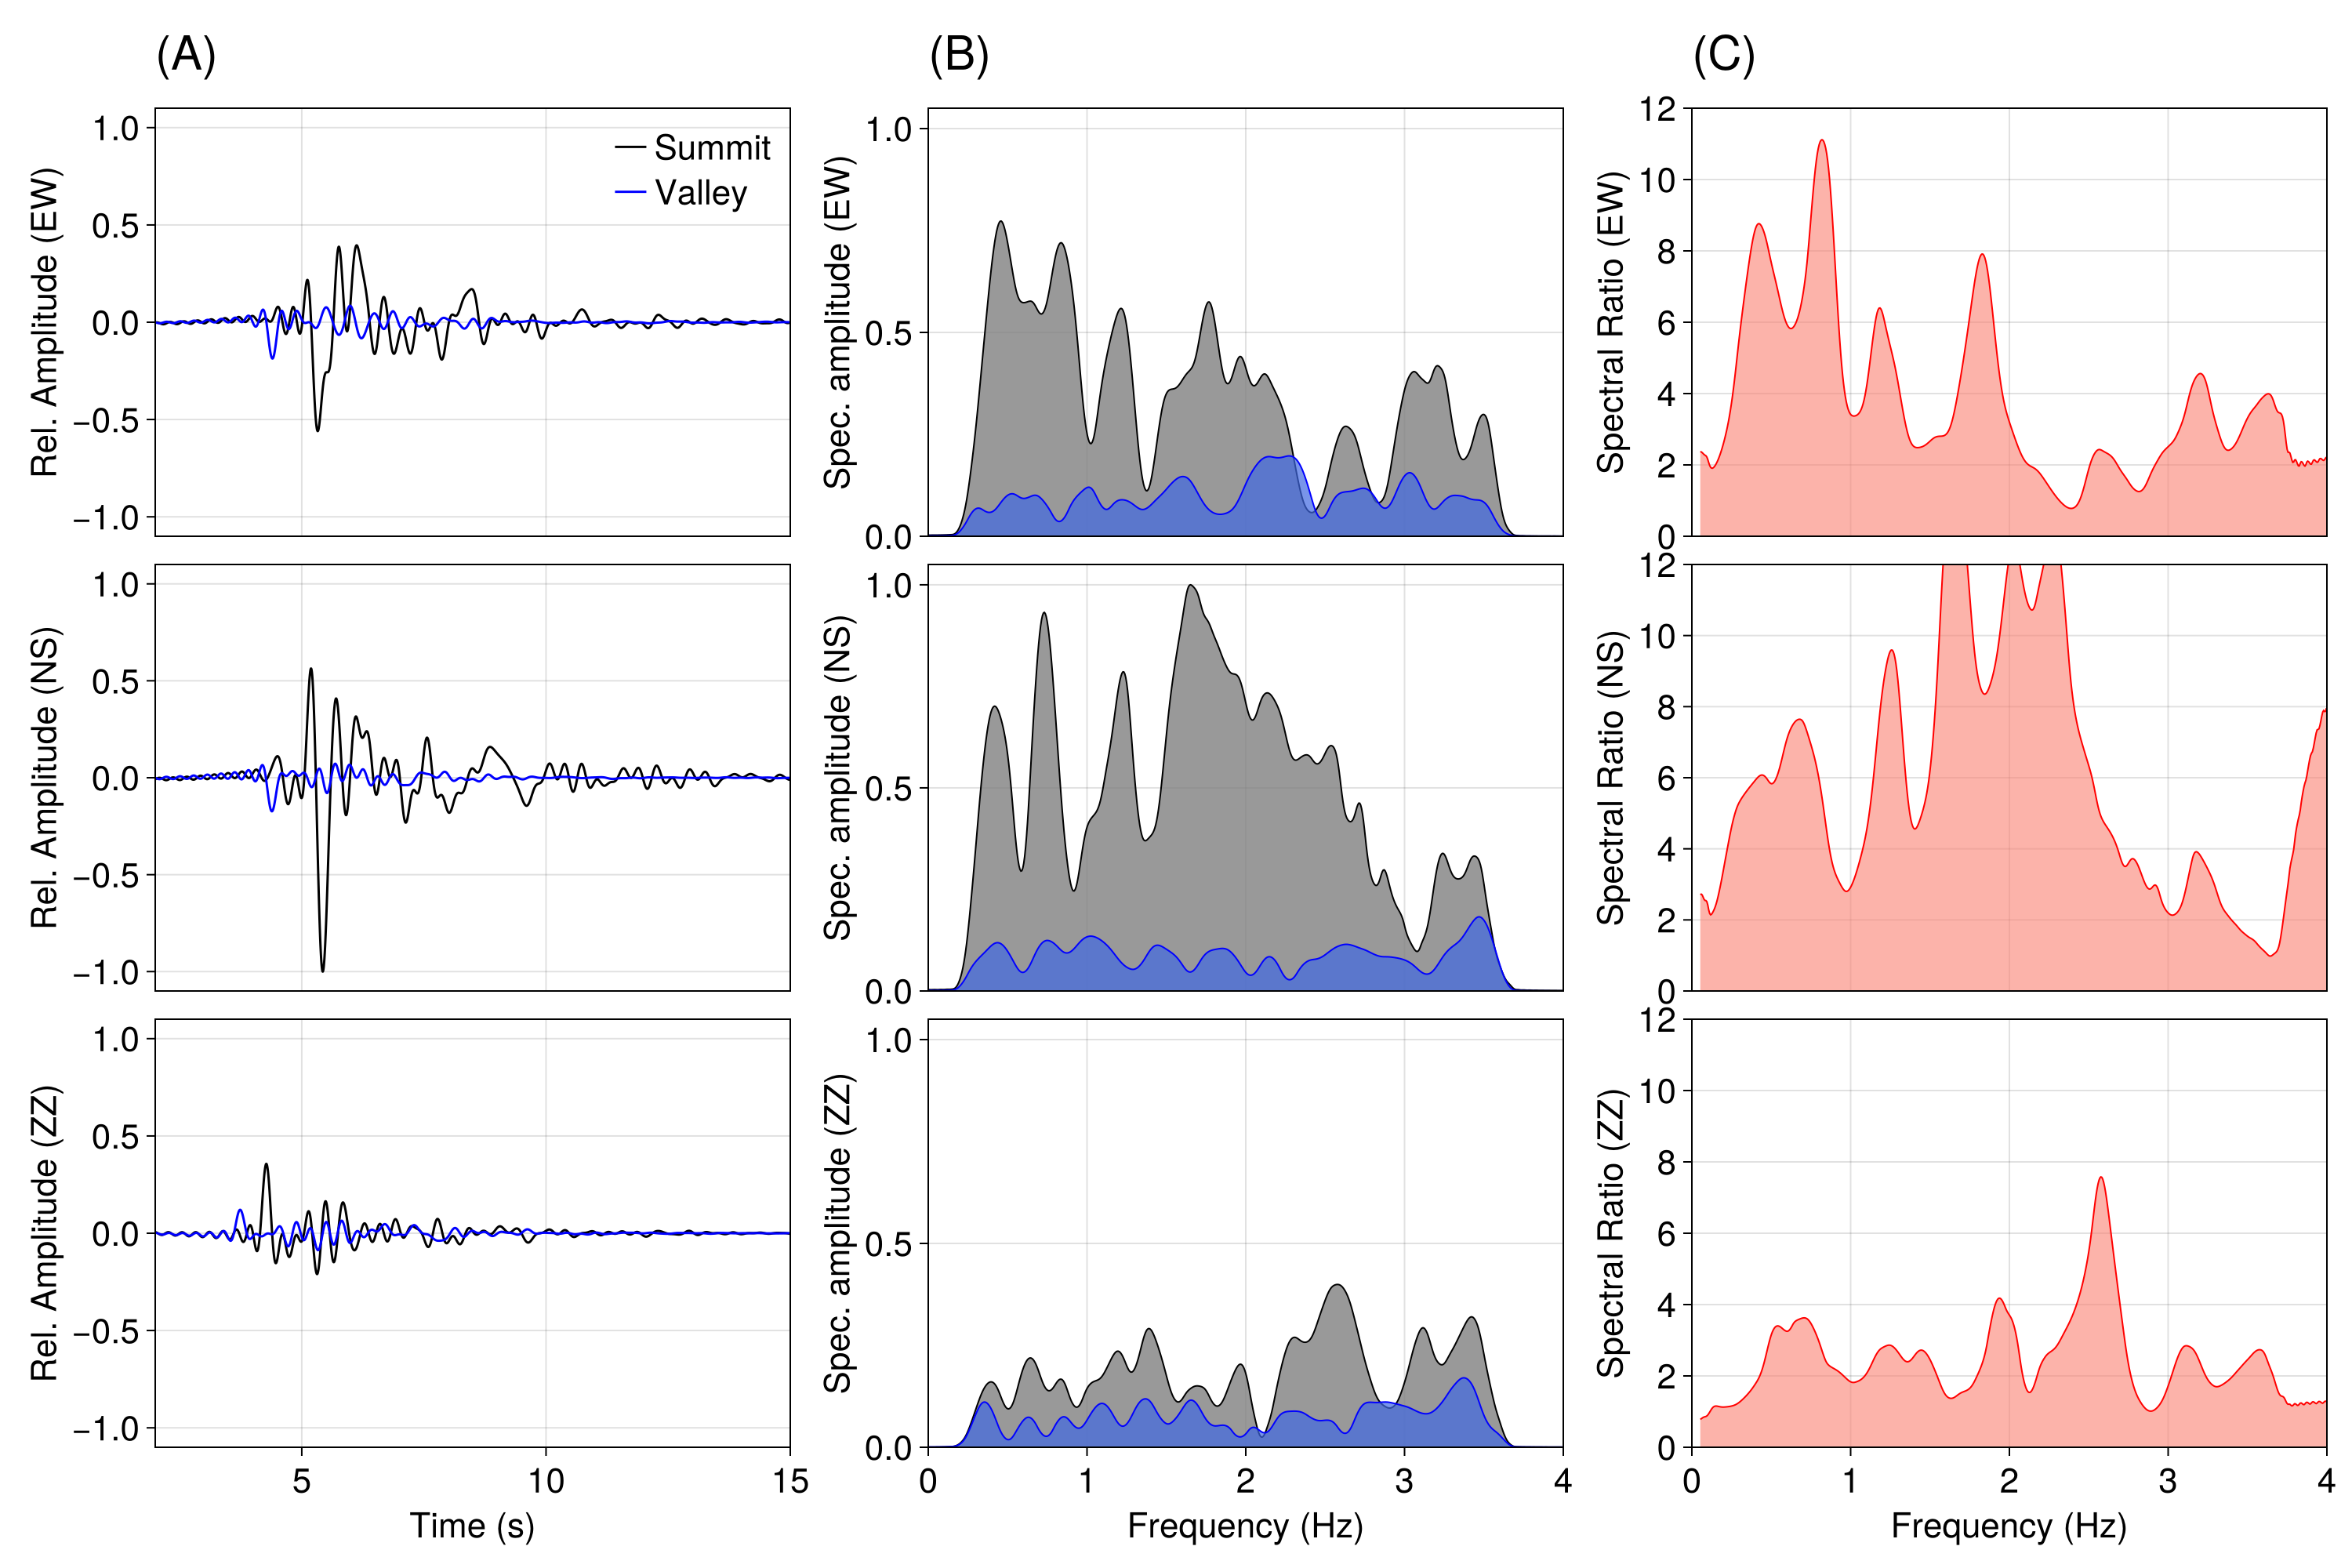 (A)
(B)
(C)
Rel. Amplitude (EW)
1.0
0.5
0.0
−0.5
−1.0
Summit
Valley
Spec. amplitude (EW)
1.0
0.5
0.0
Spectral Ratio (EW)
12
10
8
6
4
2
0
Rel. Amplitude (NS)
1.0
0.5
0.0
−0.5
−1.0
Spec. amplitude (NS)
1.0
0.5
0.0
Spectral Ratio (NS)
12
10
8
6
4
2
0
Rel. Amplitude (ZZ)
1.0
0.5
0.0
−0.5
−1.0
5 10 15
Time (s)
Spec. amplitude (ZZ)
1.0
0.5
0.0
0 1 2 3 4
Frequency (Hz)
Spectral Ratio (ZZ)
12
10
8
6
4
2
0
0 1 2 3 4
Frequency (Hz)